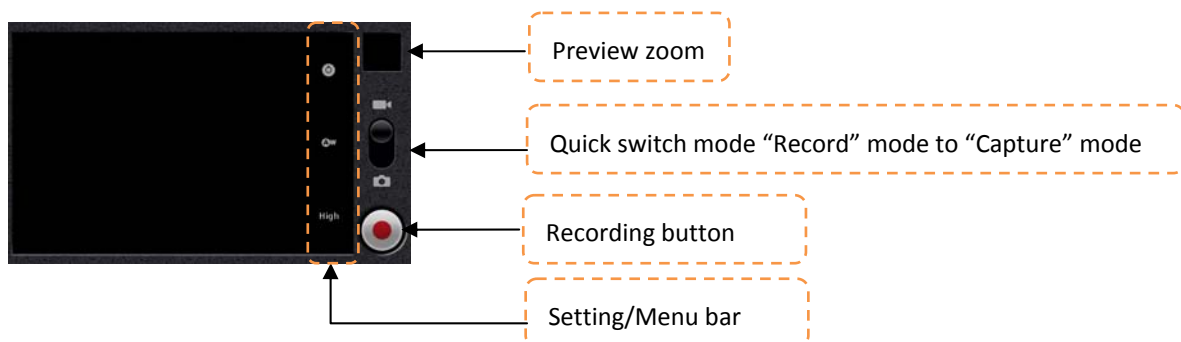 Preview zoom
Quick switch mode “Record” mode to “Capture” mode
High
Recording button
Setting/Menu bar